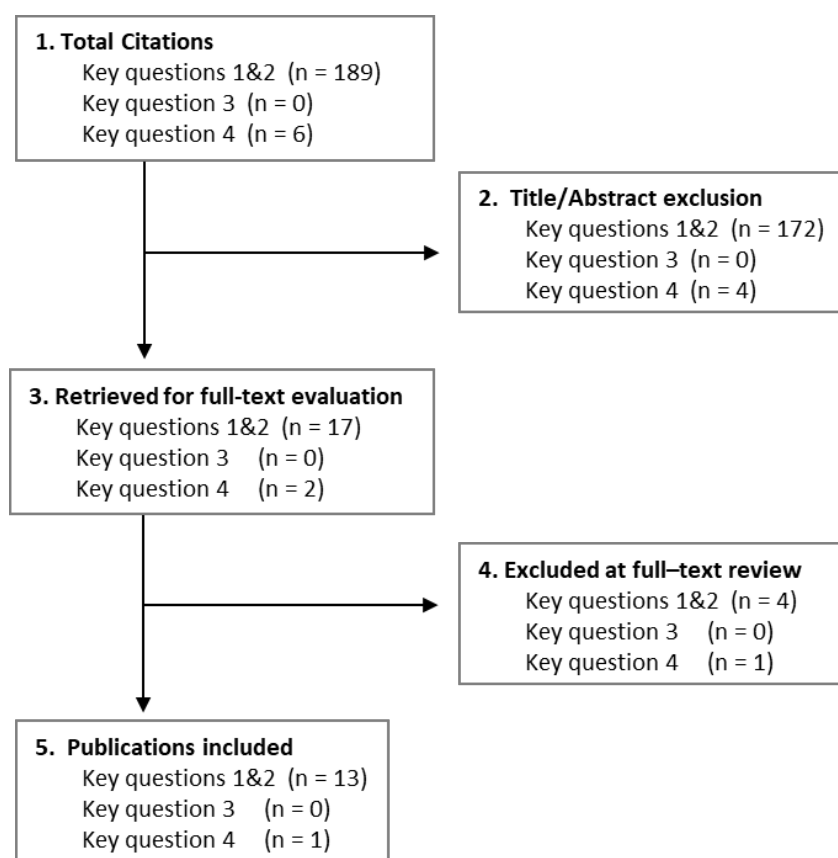 1. Total Citations
Key questions 1&2 (n = 189)
Key question 3 (n = 0)
Key question 4 (n = 6)
2. Title/Abstract exclusion
Key questions 1&2 (n = 172)
Key question 3 (n = 0)
Key question 4 (n = 4)
3. Retrieved for full-text evaluation
Key questions 1&2 (n = 17)
Key question 3 (n = 0)
Key question 4 (n = 2)
4. Excluded at full–text review
Key questions 1&2 (n = 4)
Key question 3 (n = 0)
Key question 4 (n = 1)
5. Publications included
Key questions 1&2 (n = 13)
Key question 3 (n = 0)
Key question 4 (n = 1)